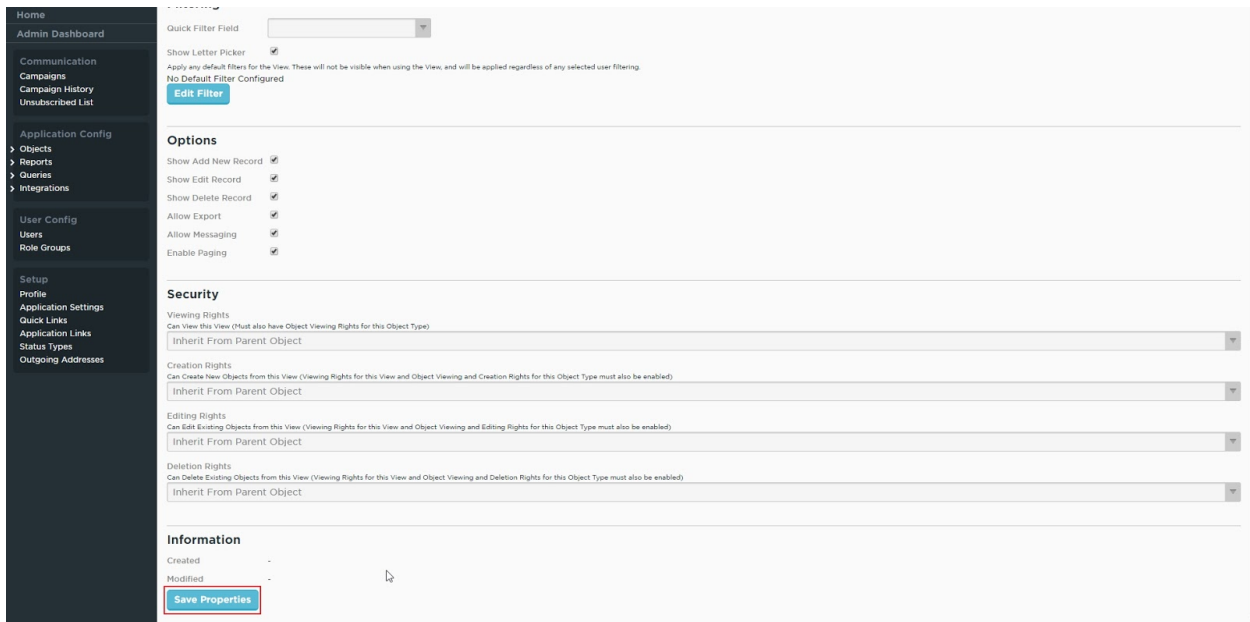 Home
Admin Dashboard
Communication
Campaigns
Campaign History
Unsubscribed List
Application Config
Objects
Reports
Queries
Integrations
User Config
Users
Role Groups
Setup
Profile
Application Settings
Quick Links
Application Links
Status Types
Outgoing Addresses
Filtering
Quick Filter Field
Show Letter Picker
Apply any default filters for the View. These will not be visible when using the View, and will be applied regardless of any selected user filtering.
No Default Filter Configured
Edit Filter
Options
Show Add New Record
Show Edit Record
Show Delete Record
Allow Export
Allow Messaging
Enable Paging
Security
Viewing Rights
Can View this View (Must also have Object Viewing Rights for this Object Type)
Inherit From Parent Object
Creation Rights
Can Create New Objects from this View (Viewing Rights for this View and Object Viewing and Creation Rights for this Object Type must also be enabled)
Inherit From Parent Object
Editing Rights
Can Edit Existing Objects from this View (Viewing Rights for this View and Object Viewing and Editing Rights for this Object Type must also be enabled)
Inherit From Parent Object
Deletion Rights
Can Delete Existing Objects from this View (Viewing Rights for this View and Object Viewing and Deletion Rights for this Object Type must also be enabled)
Inherit From Parent Object
Information
Created -
Modified -
Save Properties